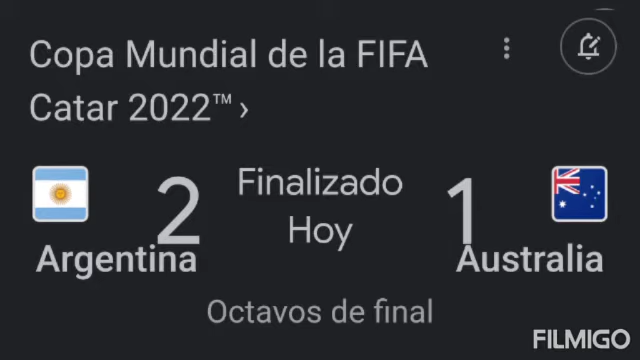 Copa Mundial de la FIFA
Catar 2022™ ›
2 Finalizado 1
Hoy
Argentina Australia
Octavos de final
FILMIGO